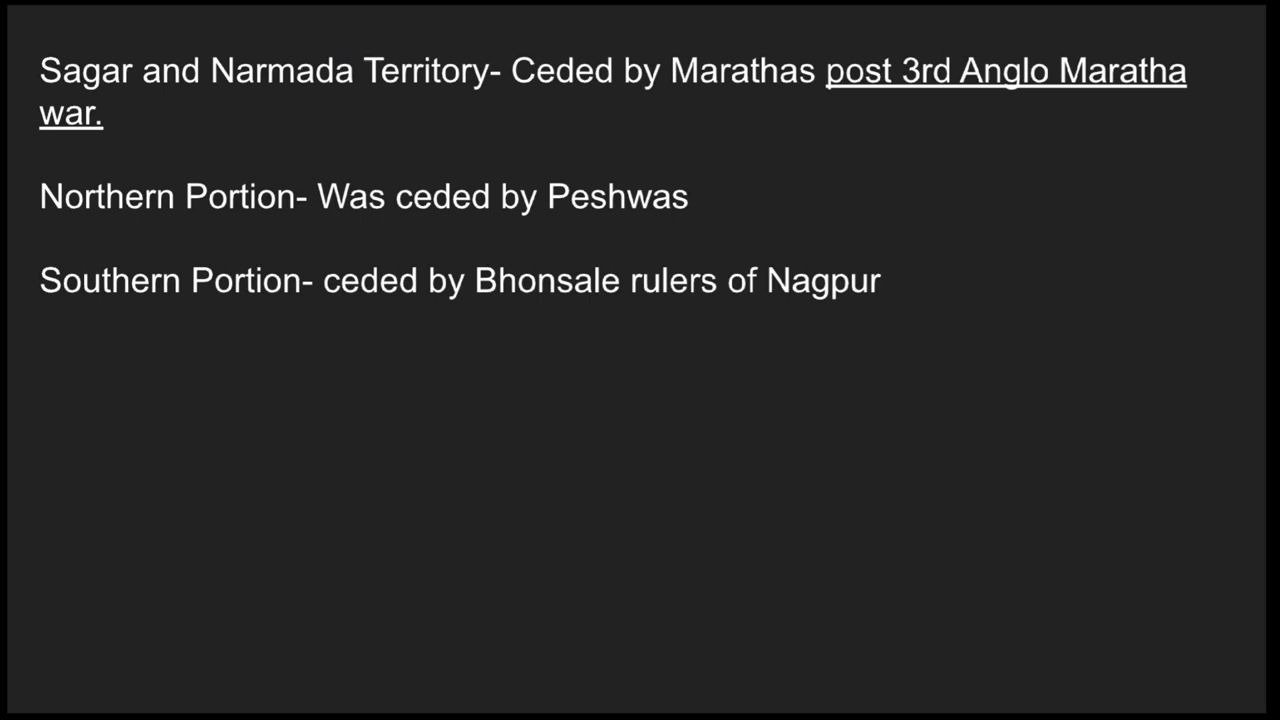 Sagar and Narmada Territory- Ceded by Marathas post 3rd Anglo Maratha
war.
Northern Portion- Was ceded by Peshwas
Southern Portion- ceded by Bhonsale rulers of Nagpur